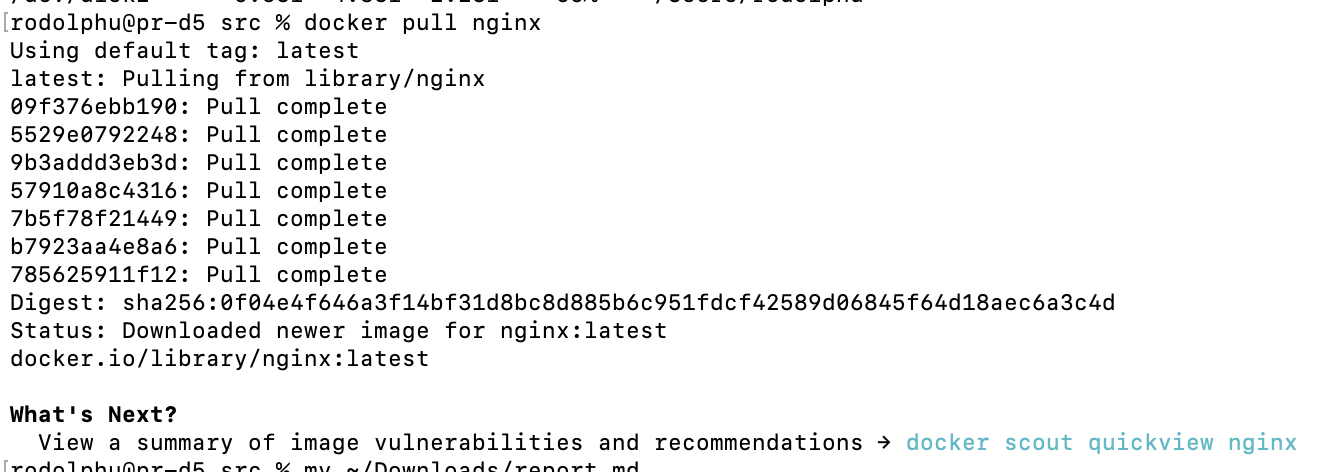 [rodolphu@pr-d5 src % docker pull nginx
Using default tag: latest
latest: Pulling from library/nginx
09f376ebb190: Pull complete
5529e0792248: Pull complete
9b3addd3eb3d: Pull complete
57910a8c4316: Pull complete
7b5f78f21449: Pull complete
b7923aa4e8a6: Pull complete
785625911f12: Pull complete
Digest: sha256:0f04e4f646a3f14bf31d8bc8d885b6c951fdcf42589d06845f64d18aec6a3c4d
Status: Downloaded newer image for nginx:latest
docker.io/library/nginx:latest
What's Next?
View a summary of image vulnerabilities and recommendations → docker scout quickview nginx
[rodolphu@pr-d5 src % mv ~/Downloads/report.md